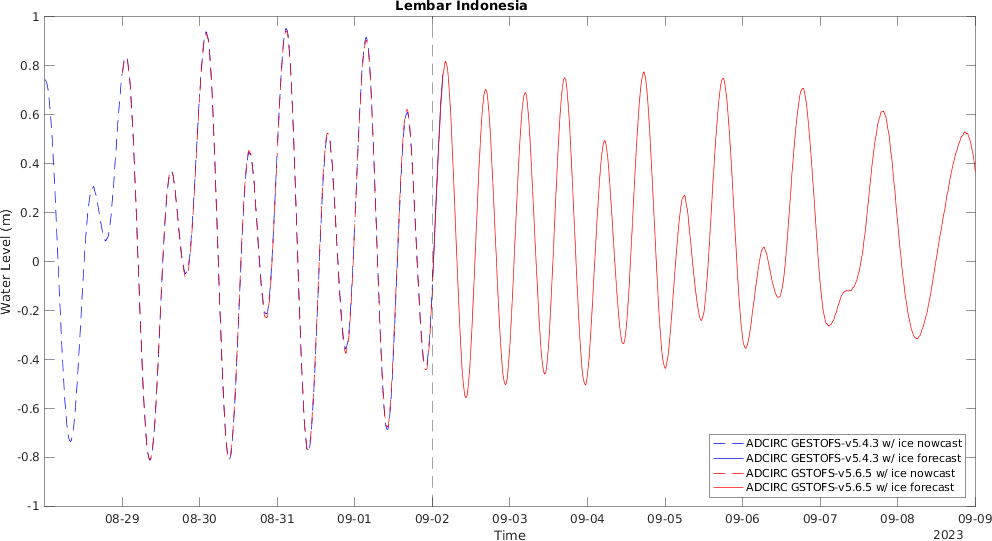 Lembar Indonesia
1
0.8
0.6
0.4
0.2
0
-0.2
-0.4
-0.6
-0.8
-1
Water Level (m)
ADCIRC GESTOFS-v5.4.3 w/ ice nowcast
ADCIRC GESTOFS-v5.4.3 w/ ice forecast
ADCIRC GSTOFS-v5.6.5 w/ ice nowcast
ADCIRC GSTOFS-v5.6.5 w/ ice forecast
08-29 08-30 08-31 09-01 09-02 09-03 09-04 09-05 09-06 09-07 09-08 09-09
Time
2023